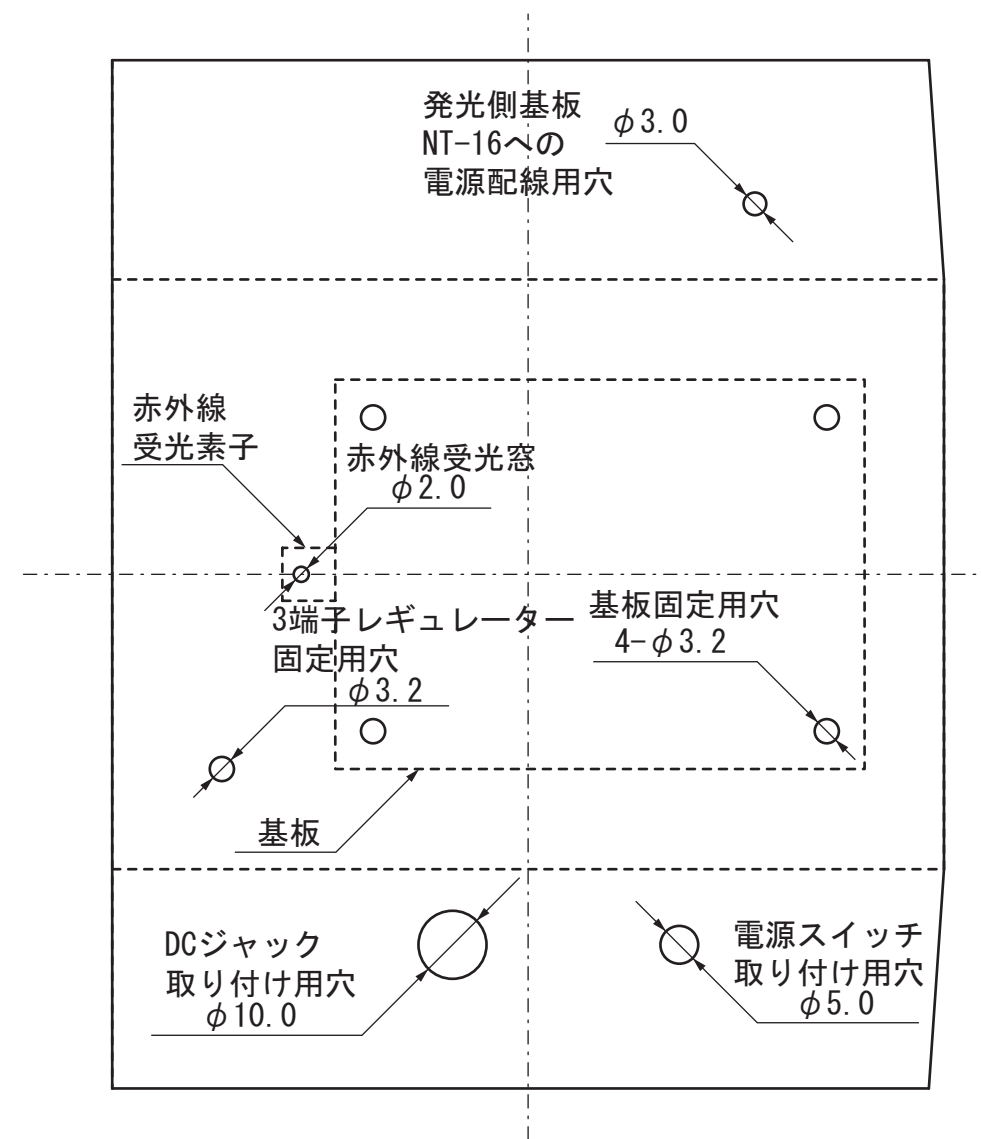 発光側基板
NT-16への
電源配線用穴
φ3.0
赤外線
受光素子
赤外線受光窓
φ2.0
3端子レギュレーター
固定用穴
φ3.2
基板固定用穴
4-φ3.2
基板
DCジャック
取り付け用穴
φ10.0
電源スイッチ
取り付け用穴
φ5.0